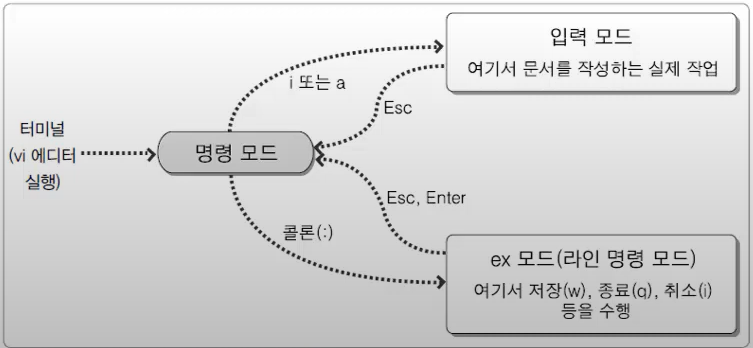 터미널
(vi 에디터
실행)
명령 모드
i 또는 a
Esc
입력 모드
여기서 문서를 작성하는 실제 작업
콜론(:)
Esc, Enter
ex 모드(라인 명령 모드)
여기서 저장(w), 종료(q), 취소(i)
등을 수행